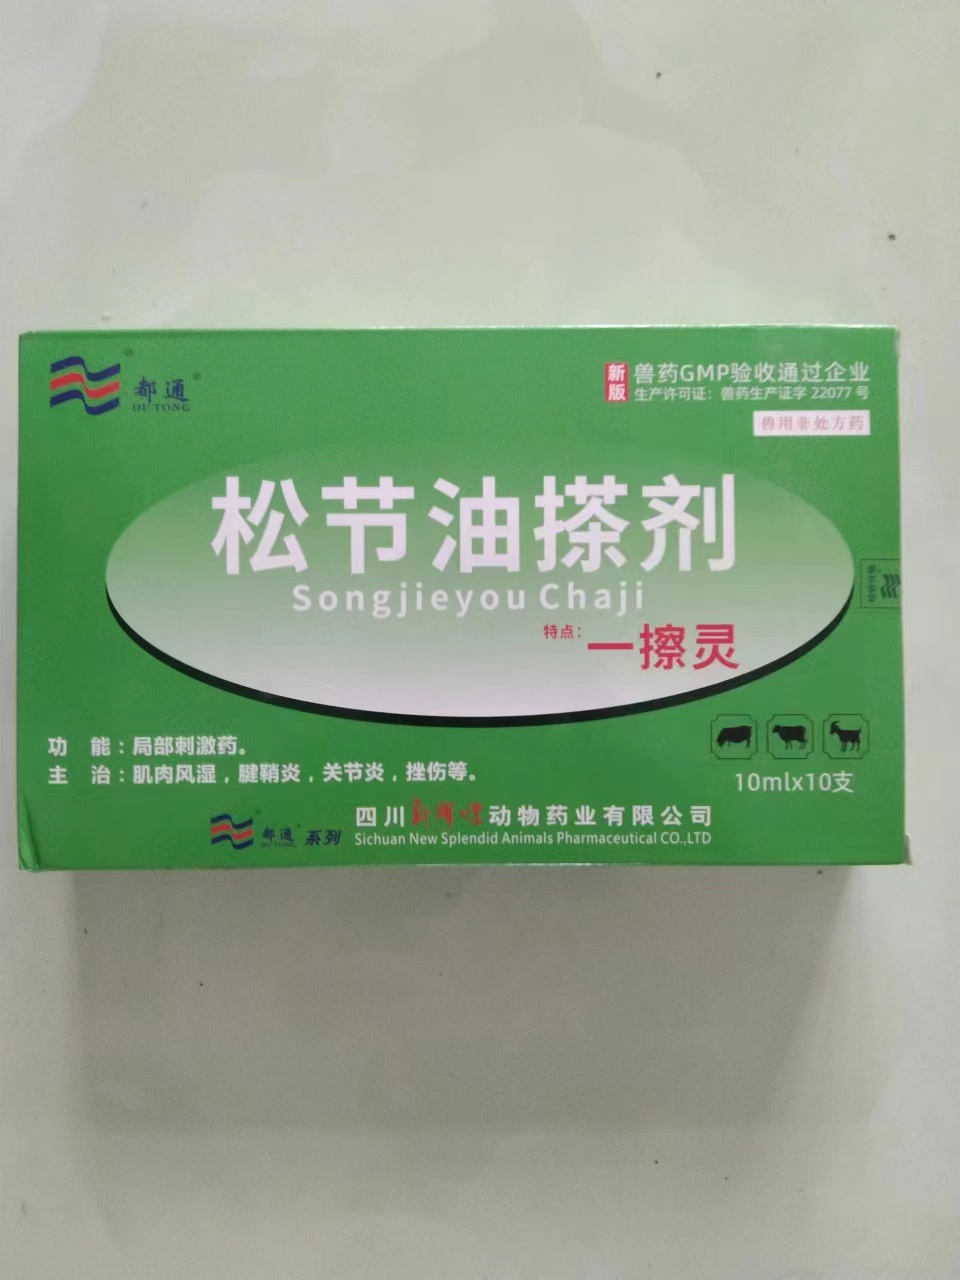 都通
DUTONG
新版
兽药GMP验收通过企业
生产许可证：兽药生产证字 22077 号
兽用非处方药
松节油搽剂
Songjieyou Chaji
特点：一擦灵
功 能：局部刺激药。
主 治：肌肉风湿，腱鞘炎，关节炎，挫伤等。
10mlx10支
都通
DUTONG
系列
四川新博煌动物药业有限公司
Sichuan New Splendid Animals Pharmaceutical CO.,LTD